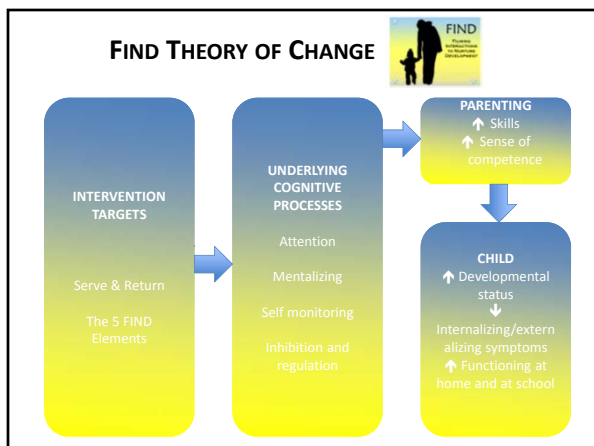 FIND THEORY OF CHANGE
FIND
FILMING
INTERACTIONS
TO NURTURE
DEVELOPMENT
INTERVENTION
TARGETS
Serve & Return
The 5 FIND
Elements
UNDERLYING
COGNITIVE
PROCESSES
Attention
Mentalizing
Self monitoring
Inhibition and
regulation
PARENTING
↑ Skills
↑ Sense of
competence
CHILD
↑ Developmental
status
↓
Internalizing/extern
alizing symptoms
↑ Functioning at
home and at school